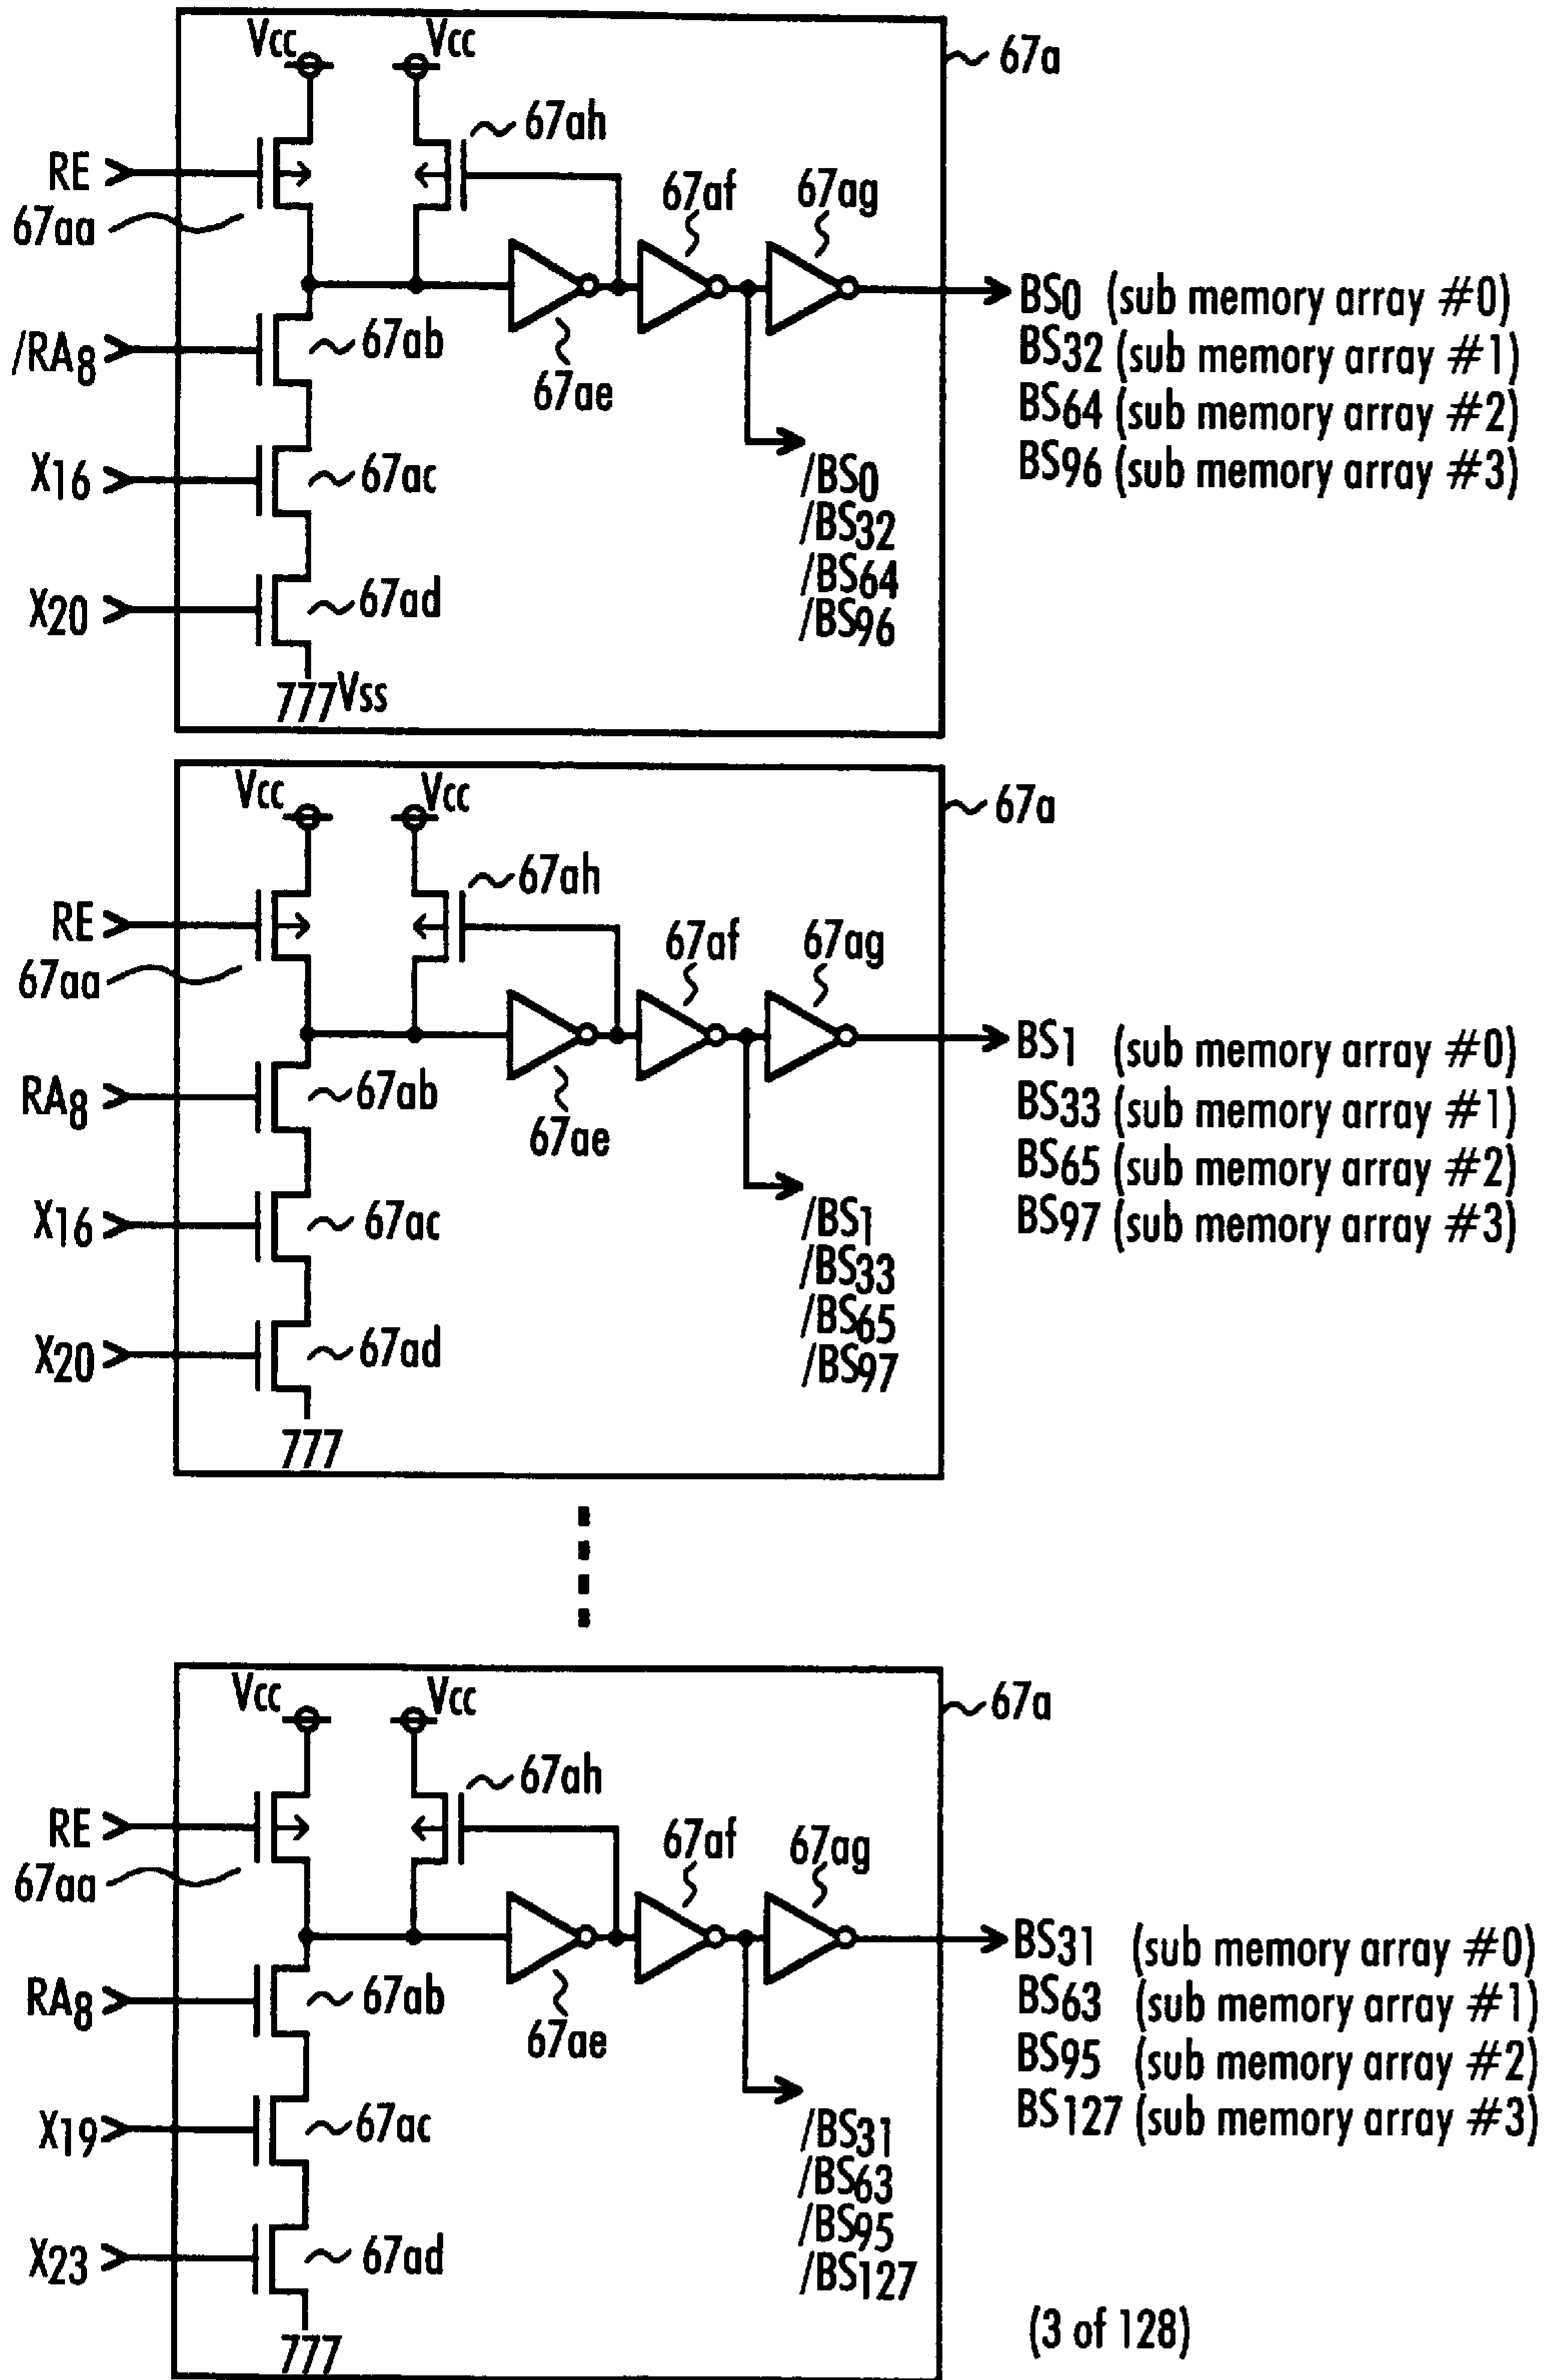 Vcc Vcc
67a
67ah
RE
67af 67ag
67aa
BS0 (sub memory array #0)
/RA8
67ab
BS32 (sub memory array #1)
67ae
BS64 (sub memory array #2)
X16
67ac
/BS0
BS96 (sub memory array #3)
/BS32
/BS64
X20
67ad
/BS96
Vss
Vcc Vcc
67a
67ah
RE
67af 67ag
67aa
BS1 (sub memory array #0)
RA8
67ab
BS33 (sub memory array #1)
67ae
BS65 (sub memory array #2)
X16
67ac
/BS1
BS97 (sub memory array #3)
/BS33
/BS65
X20
67ad
/BS97
Vcc Vcc
67a
67ah
RE
67af 67ag
67aa
BS31 (sub memory array #0)
RA8
67ab
BS63 (sub memory array #1)
67ae
BS95 (sub memory array #2)
X19
67ac
/BS31
BS127 (sub memory array #3)
/BS63
/BS95
X23
67ad
/BS127
(3 of 128)